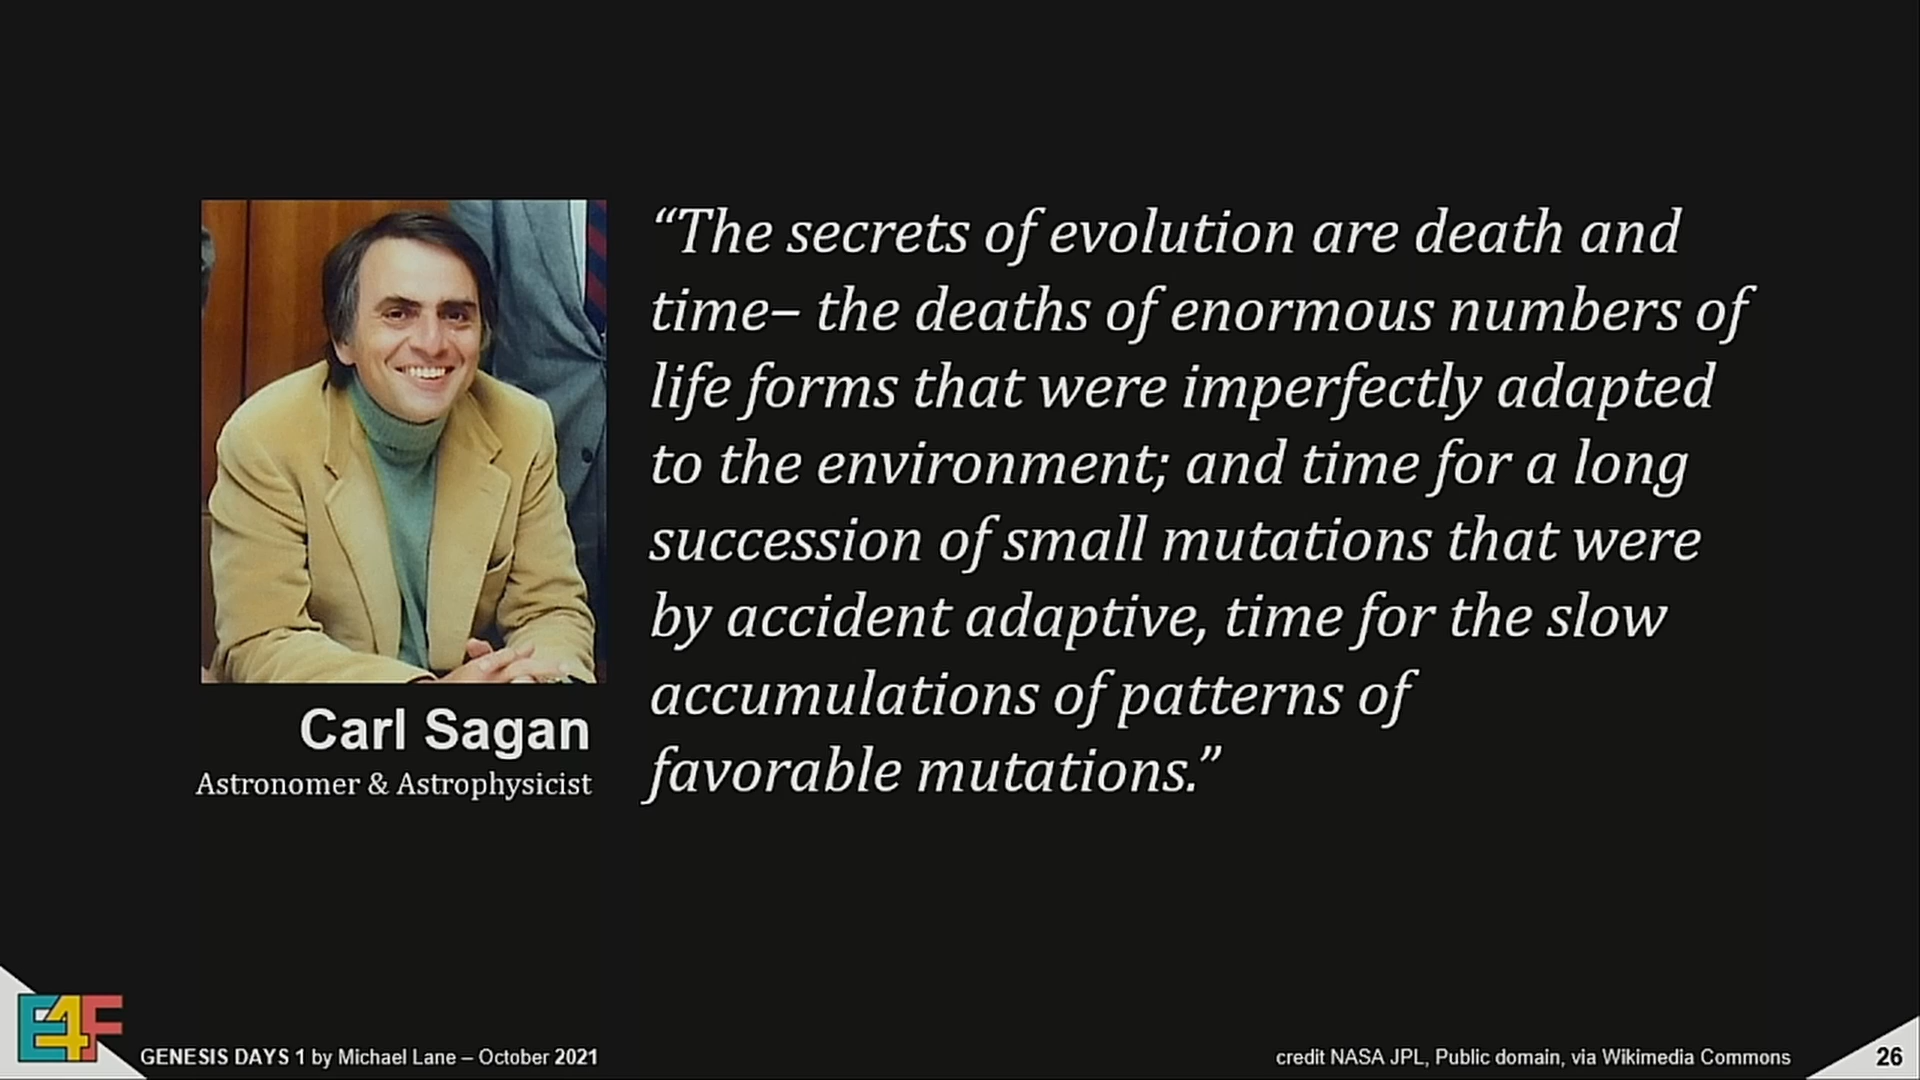 “The secrets of evolution are death and
time– the deaths of enormous numbers of
life forms that were imperfectly adapted
to the environment; and time for a long
succession of small mutations that were
by accident adaptive, time for the slow
accumulations of patterns of
favorable mutations.”
Carl Sagan
Astronomer & Astrophysicist
E4F
GENESIS DAYS 1 by Michael Lane – October 2021
credit NASA JPL, Public domain, via Wikimedia Commons
26